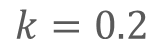 k = 0.2